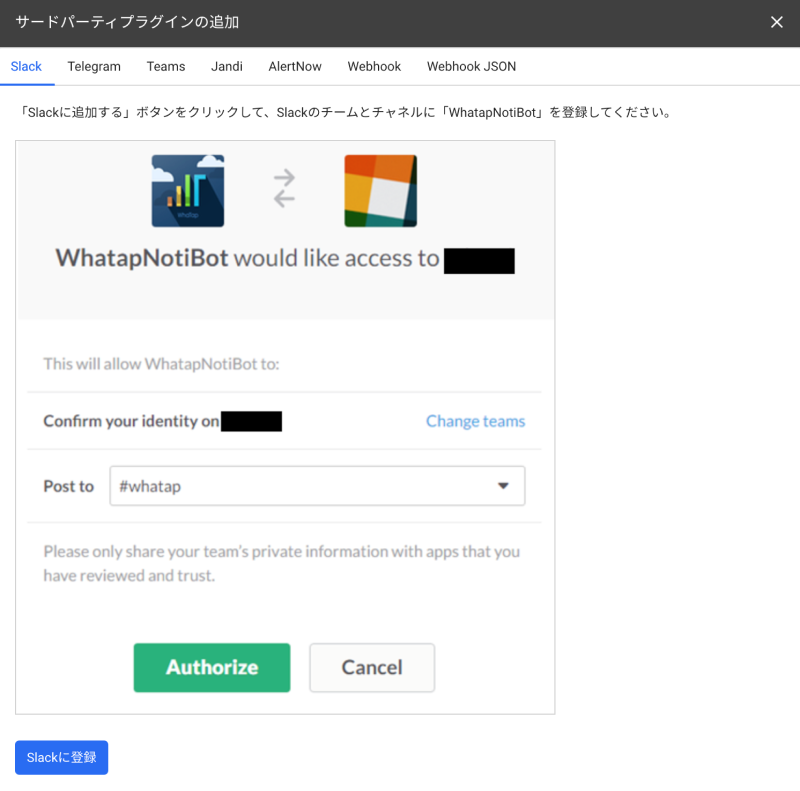 サードパーティプラグインの追加
Slack Telegram Teams Jandi AlertNow Webhook Webhook JSON
「Slackに追加する」ボタンをクリックして、Slackのチームとチャネルに「WhatapNotiBot」を登録してください。
whatap
WhatapNotiBot would like access to
This will allow WhatapNotiBot to:
Confirm your identity on
Change teams
Post to #whatap
Please only share your team's private information with apps that you
have reviewed and trust.
Authorize Cancel
Slackに登録